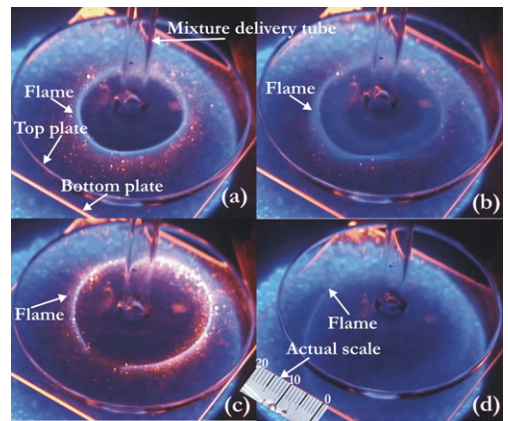 Mixture delivery tube
Flame
Top plate
Bottom plate
(a)
Flame
(b)
Flame
(c)
Flame
Actual scale
20
10
0
(d)